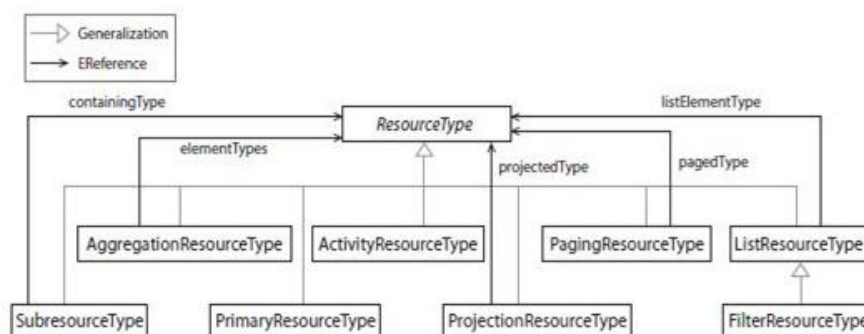 Generalization
EReference
containingType
listElementType
ResourceType
elementTypes
projectedType
pagedType
AggregationResourceType
ActivityResourceType
PagingResourceType
ListResourceType
SubresourceType
PrimaryResourceType
ProjectionResourceType
FilterResourceType